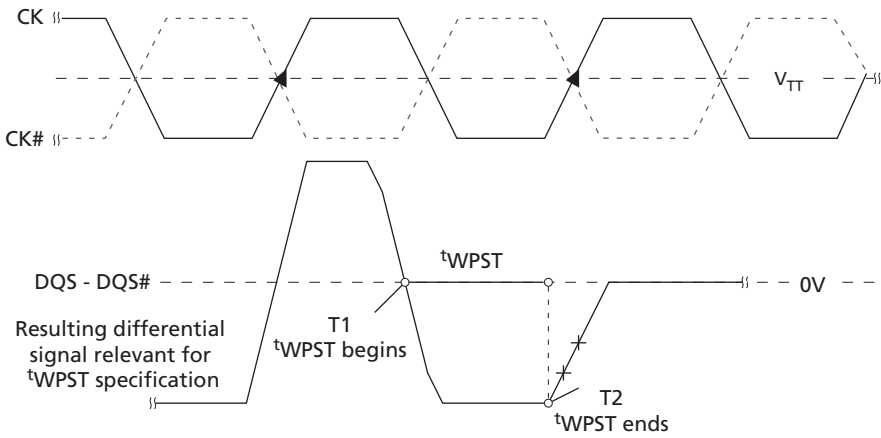 CK
V_TT
CK#
tWPST
DQS - DQS#
0V
Resulting differential
signal relevant for
tWPST specification
T1
tWPST begins
T2
tWPST ends